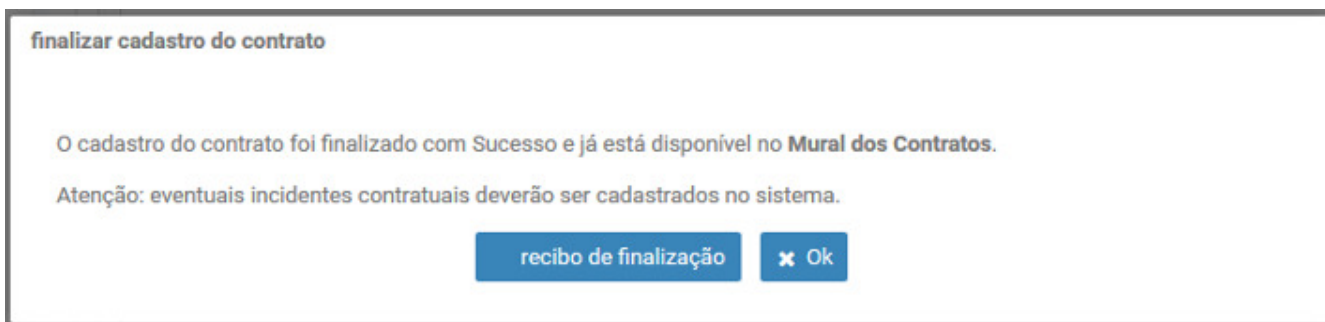 finalizar cadastro do contrato
O cadastro do contrato foi finalizado com Sucesso e já está disponível no Mural dos Contratos.
Atenção: eventuais incidentes contratuais deverão ser cadastrados no sistema.
recibo de finalização
Ok